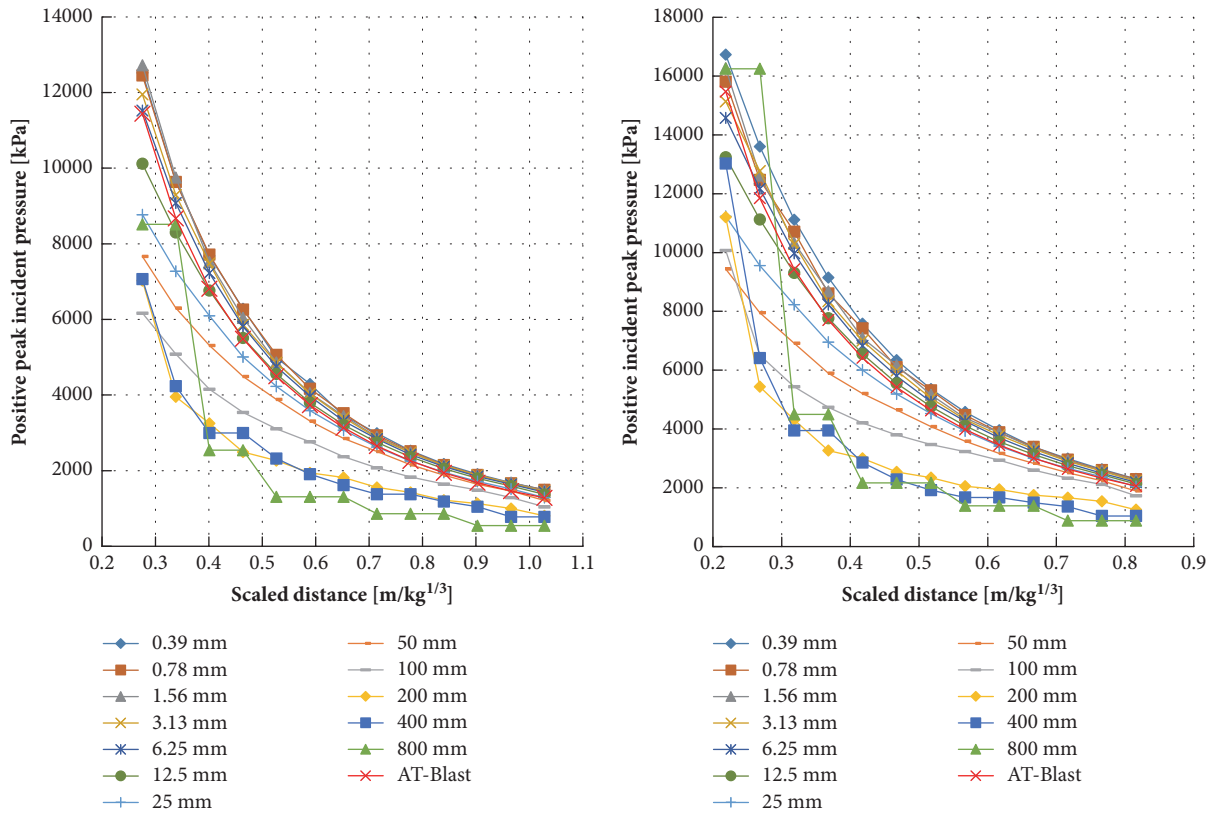 Positive peak incident pressure [kPa]
14000
12000
10000
8000
6000
4000
2000
0
0.2 0.3 0.4 0.5 0.6 0.7 0.8 0.9 1.0 1.1
Scaled distance [m/kg^1/3]
0.39 mm
0.78 mm
1.56 mm
3.13 mm
6.25 mm
12.5 mm
25 mm
50 mm
100 mm
200 mm
400 mm
800 mm
AT-Blast
Positive incident peak pressure [kPa]
18000
16000
14000
12000
10000
8000
6000
4000
2000
0
0.2 0.3 0.4 0.5 0.6 0.7 0.8 0.9
Scaled distance [m/kg^1/3]
0.39 mm
0.78 mm
1.56 mm
3.13 mm
6.25 mm
12.5 mm
25 mm
50 mm
100 mm
200 mm
400 mm
800 mm
AT-Blast